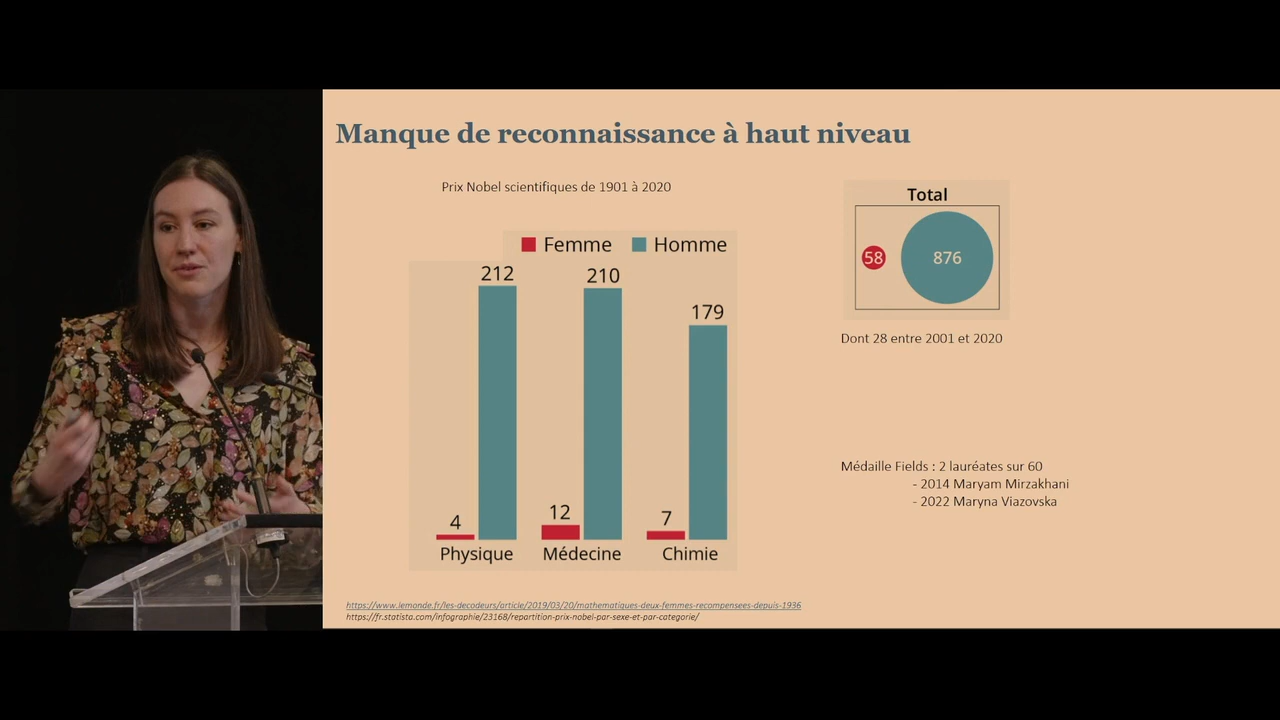 Manque de reconnaissance à haut niveau
Prix Nobel scientifiques de 1901 à 2020
Femme Homme
212
210
179
4
12
7
Physique Médecine Chimie
Total
58
876
Dont 28 entre 2001 et 2020
Médaille Fields : 2 lauréates sur 60
- 2014 Maryam Mirzakhani
- 2022 Maryna Viazovska
https://www.lemonde.fr/les-decodeurs/article/2019/03/20/mathematiques-deux-femmes-recompensees-depuis-1936
https://fr.statista.com/infographie/23168/repartition-prix-nobel-par-sexe-et-par-categorie/